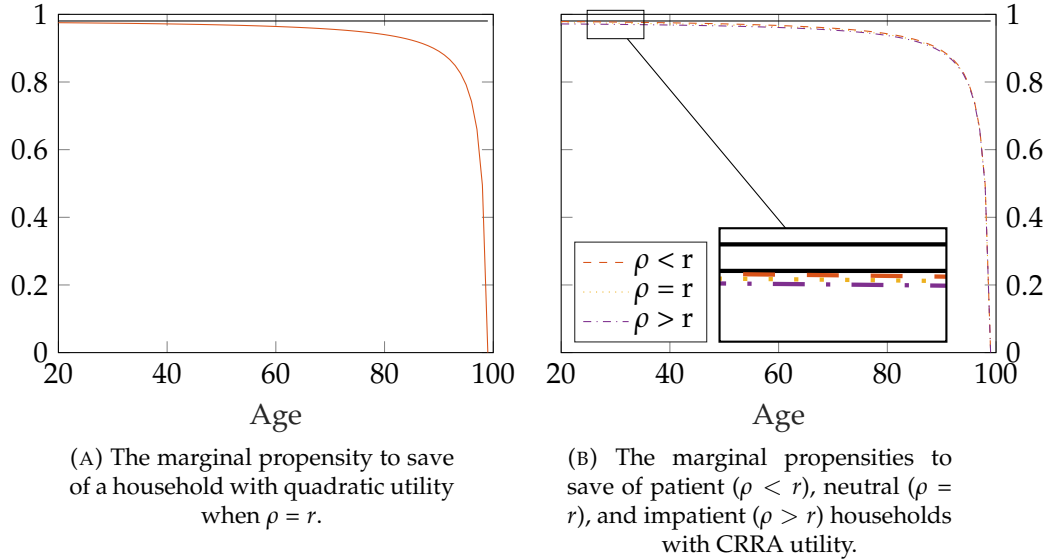 1
0.8
0.6
0.4
0.2
0
20
40
60
80
100
Age
(A) The marginal propensity to save
of a household with quadratic utility
when ρ = r.
1
0.8
0.6
0.4
0.2
0
20
40
60
80
100
ρ < r
ρ = r
ρ > r
Age
(B) The marginal propensities to
save of patient (ρ < r), neutral (ρ =
r), and impatient (ρ > r) households
with CRRA utility.